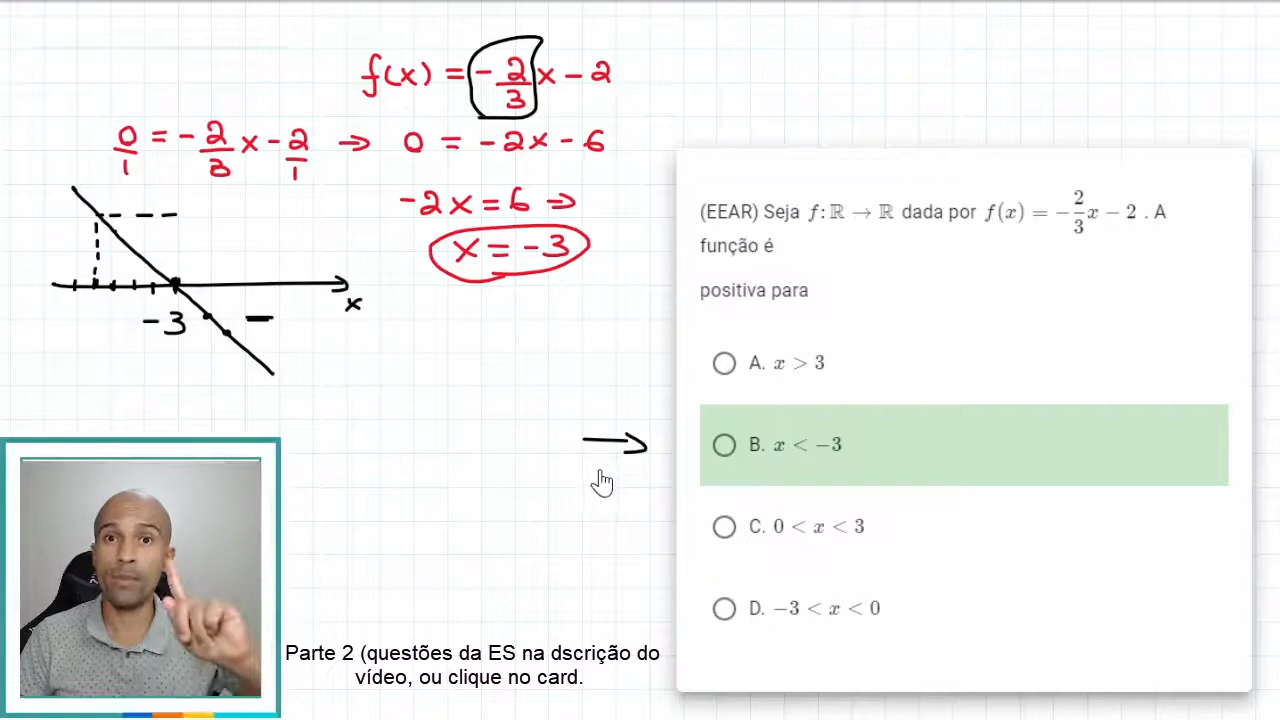 f(x) = -2/3 x - 2
0/1 = -2/3 x - 2/1 → 0 = -2x - 6
-2x = 6 ⇒
x = -3
-3
–
x
(EEAR) Seja f: ℝ → ℝ dada por f(x) = −2/3 x − 2 . A
função é
positiva para
A. x > 3
B. x < −3
C. 0 < x < 3
D. −3 < x < 0
Parte 2 (questões da ES na dscrição do
vídeo, ou clique no card.